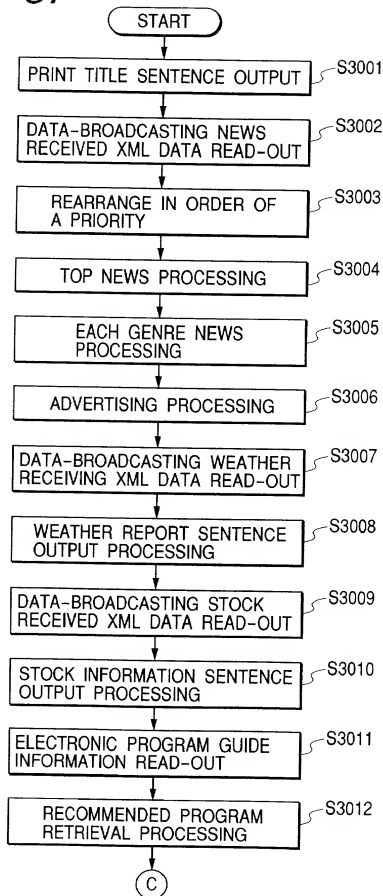 START
PRINT TITLE SENTENCE OUTPUT
S3001
DATA-BROADCASTING NEWS
RECEIVED XML DATA READ-OUT
S3002
REARRANGE IN ORDER OF
A PRIORITY
S3003
TOP NEWS PROCESSING
S3004
EACH GENRE NEWS
PROCESSING
S3005
ADVERTISING PROCESSING
S3006
DATA-BROADCASTING WEATHER
RECEIVING XML DATA READ-OUT
S3007
WEATHER REPORT SENTENCE
OUTPUT PROCESSING
S3008
DATA-BROADCASTING STOCK
RECEIVED XML DATA READ-OUT
S3009
STOCK INFORMATION SENTENCE
OUTPUT PROCESSING
S3010
ELECTRONIC PROGRAM GUIDE
INFORMATION READ-OUT
S3011
RECOMMENDED PROGRAM
RETRIEVAL PROCESSING
S3012
C